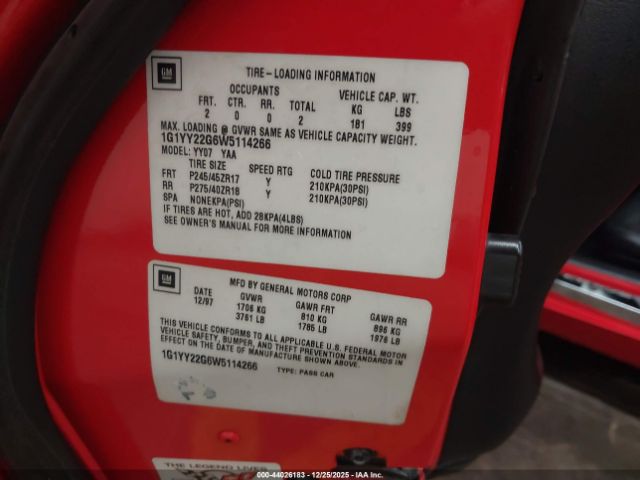 GM
TIRE-LOADING INFORMATION
OCCUPANTS VEHICLE CAP. WT.
FRT. CTR. RR. TOTAL KG LBS
2 0 0 2 181 399
MAX. LOADING @ GVWR SAME AS VEHICLE CAPACITY WEIGHT.
1G1YY22G6W5114266
MODEL: YY07 YAA
TIRE SIZE SPEED RTG COLD TIRE PRESSURE
FRT P245/45ZR17 Y 210KPA(30PSI)
RR P275/40ZR18 Y 210KPA(30PSI)
SPA NONEKPA(PSI)
IF TIRES ARE HOT, ADD 28KPA(4LBS)
SEE OWNER'S MANUAL FOR MORE INFORMATION
GM
MFD BY GENERAL MOTORS CORP
DATE GVWR GAWR FRT GAWR RR
12/97 1706 KG 810 KG 896 KG
3761 LB 1785 LB 1976 LB
THIS VEHICLE CONFORMS TO ALL APPLICABLE U.S. FEDERAL MOTOR
VEHICLE SAFETY, BUMPER, AND THEFT PREVENTION STANDARDS IN
EFFECT ON THE DATE OF MANUFACTURE SHOWN ABOVE.
1G1YY22G6W5114266
TYPE: PASS CAR
THE LEGEND LIVES
000-44026183 - 12/25/2025 - IAA Inc.